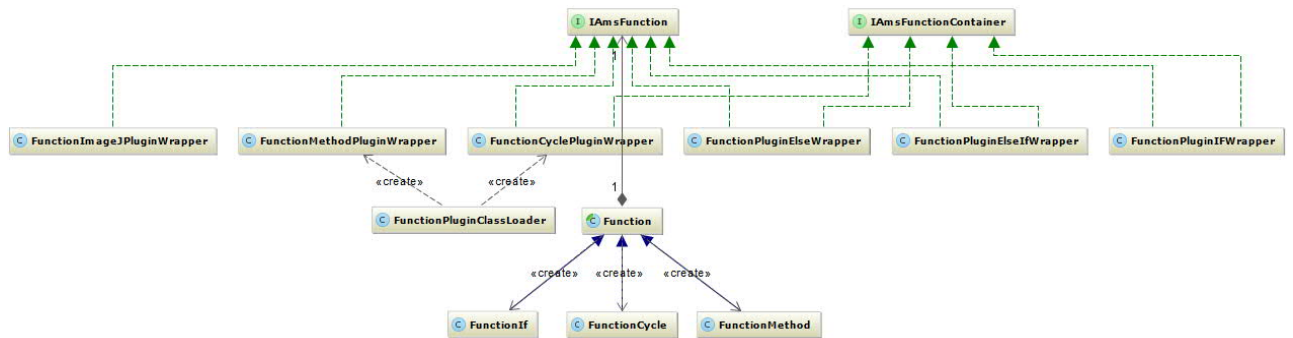 I IAmsFunction
I IAmsFunctionContainer
1
C FunctionImageJPluginWrapper
C FunctionMethodPluginWrapper
C FunctionCyclePluginWrapper
C FunctionPluginElseWrapper
C FunctionPluginElseIfWrapper
C FunctionPluginIFWrapper
«create»
«create»
1
C FunctionPluginClassLoader
C Function
«create»
«create»
«create»
C FunctionIf
C FunctionCycle
C FunctionMethod